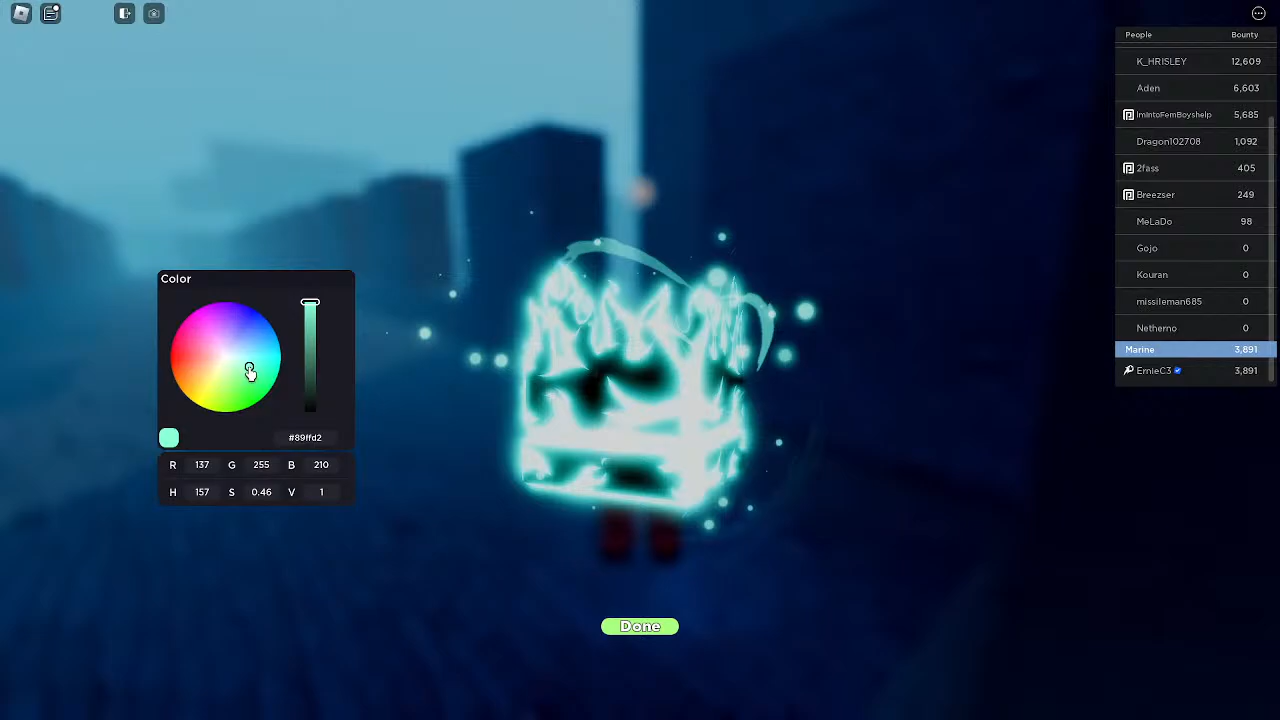 People Bounty
K_HRISLEY 12,609
Aden 6,603
ImIntoFemBoyshelp 5,685
Dragon102708 1,092
2fass 405
Breezser 249
MeLaDo 98
Gojo 0
Kouran 0
missileman685 0
Netherno 0
Marine 3,891
ErnieC3 3,891
Color
#89ffd2
R 137 G 255 B 210
H 157 S 0.46 V 1
Done